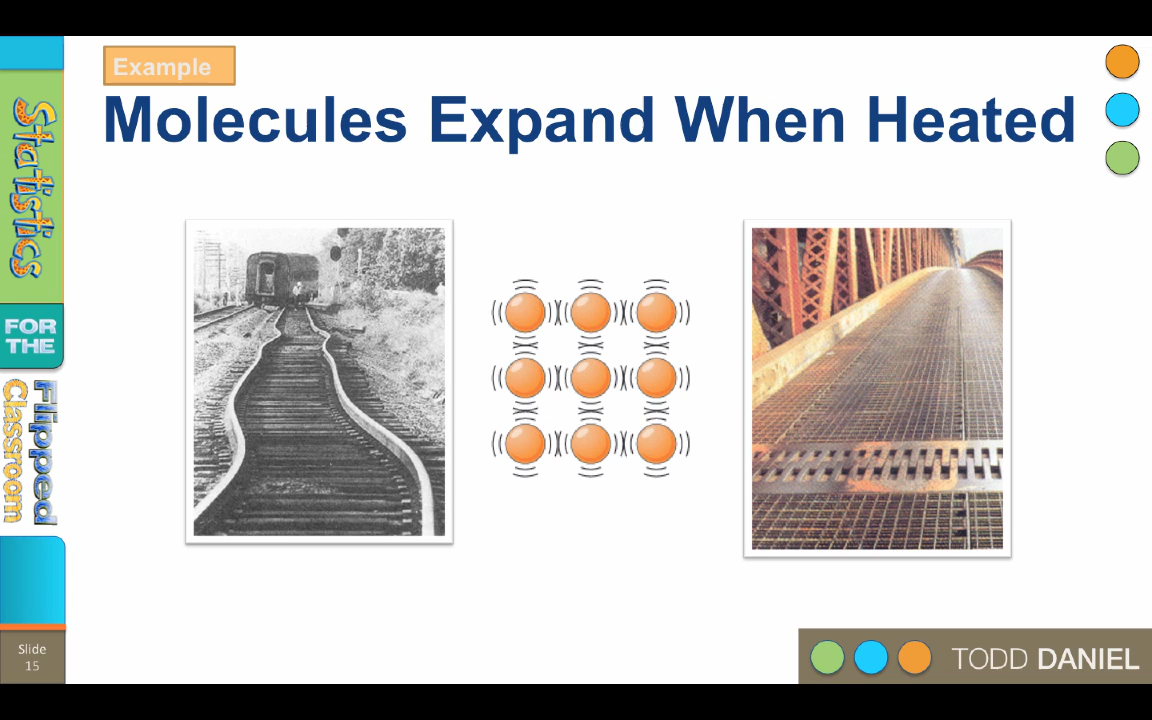 Example
Molecules Expand When Heated
Statistics
FOR
THE
Flipped
Classroom
Slide
15
TODD DANIEL